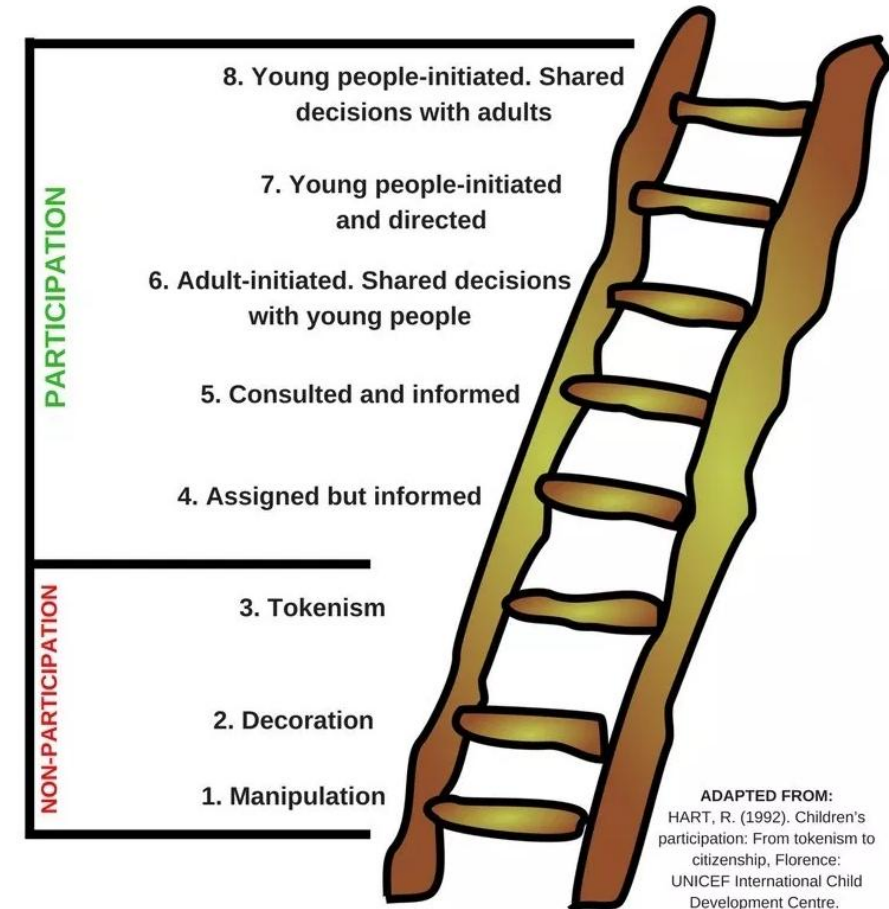 8. Young people-initiated. Shared
decisions with adults
7. Young people-initiated
and directed
6. Adult-initiated. Shared decisions
with young people
5. Consulted and informed
4. Assigned but informed
PARTICIPATION
3. Tokenism
2. Decoration
1. Manipulation
NON-PARTICIPATION
ADAPTED FROM:
HART, R. (1992). Children's
participation: From tokenism to
citizenship, Florence:
UNICEF International Child
Development Centre.